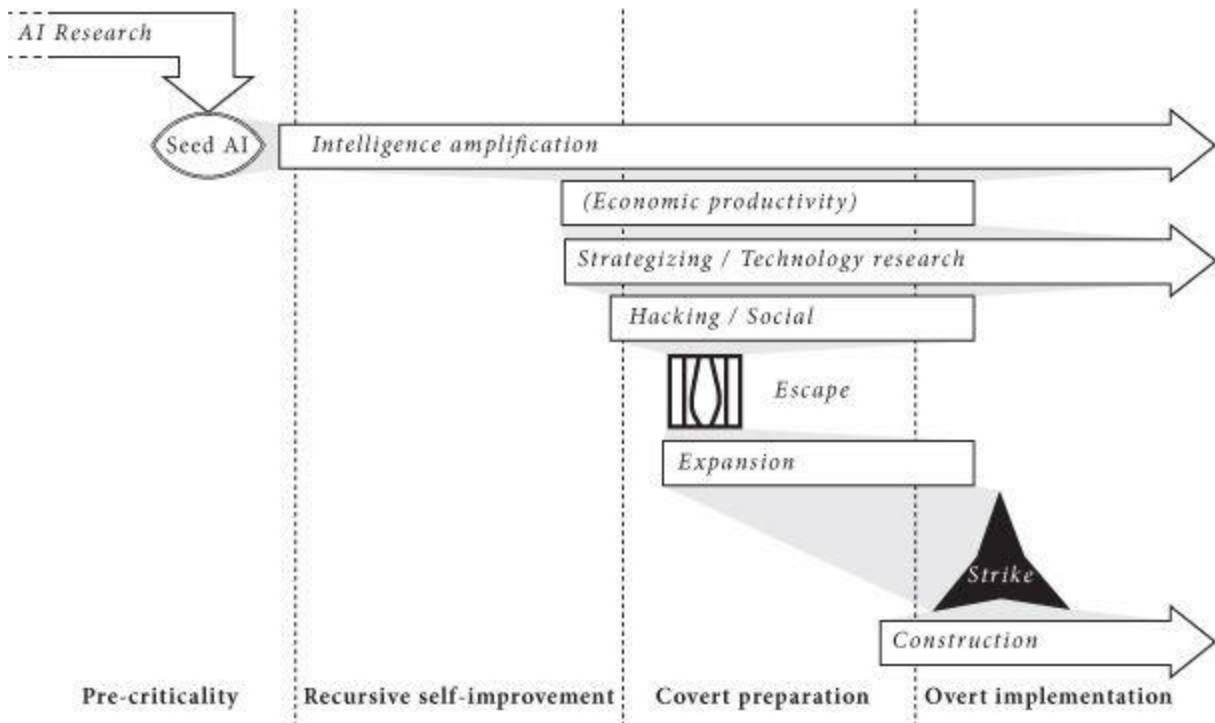 AI Research
Seed AI
Intelligence amplification
(Economic productivity)
Strategizing / Technology research
Hacking / Social
Escape
Expansion
Strike
Construction
Pre-criticality
Recursive self-improvement
Covert preparation
Overt implementation